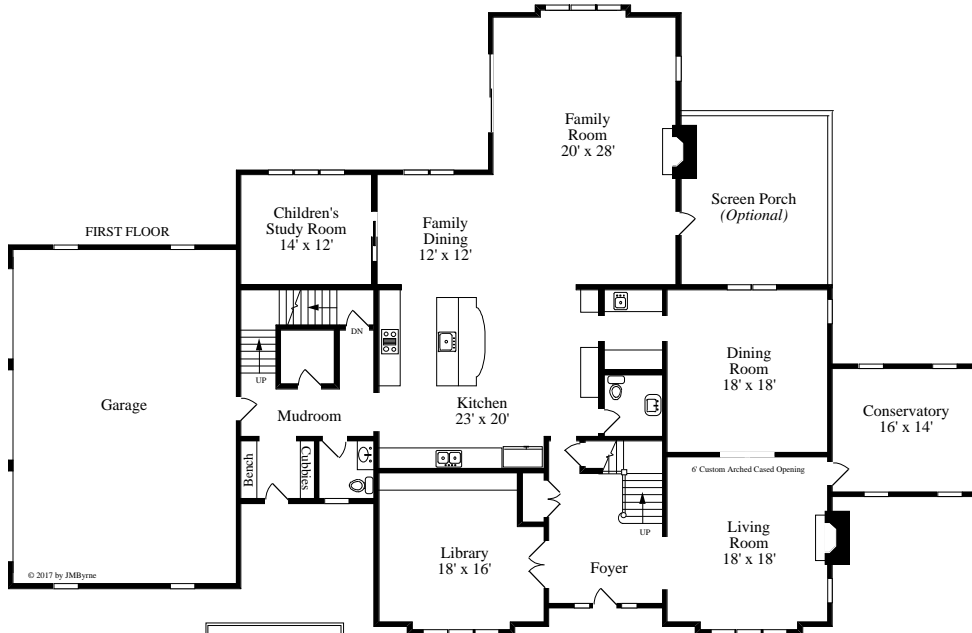 Family
Room
20' x 28'
Children's
Study Room
14' x 12'
Family
Dining
12' x 12'
Screen Porch
(Optional)
FIRST FLOOR
DN
UP
Garage
Mudroom
Kitchen
23' x 20'
Dining
Room
18' x 18'
Conservatory
16' x 14'
Bench
Cubbies
6' Custom Arched Cased Opening
Library
18' x 16'
Foyer
UP
Living
Room
18' x 18'
© 2017 by JMByrne